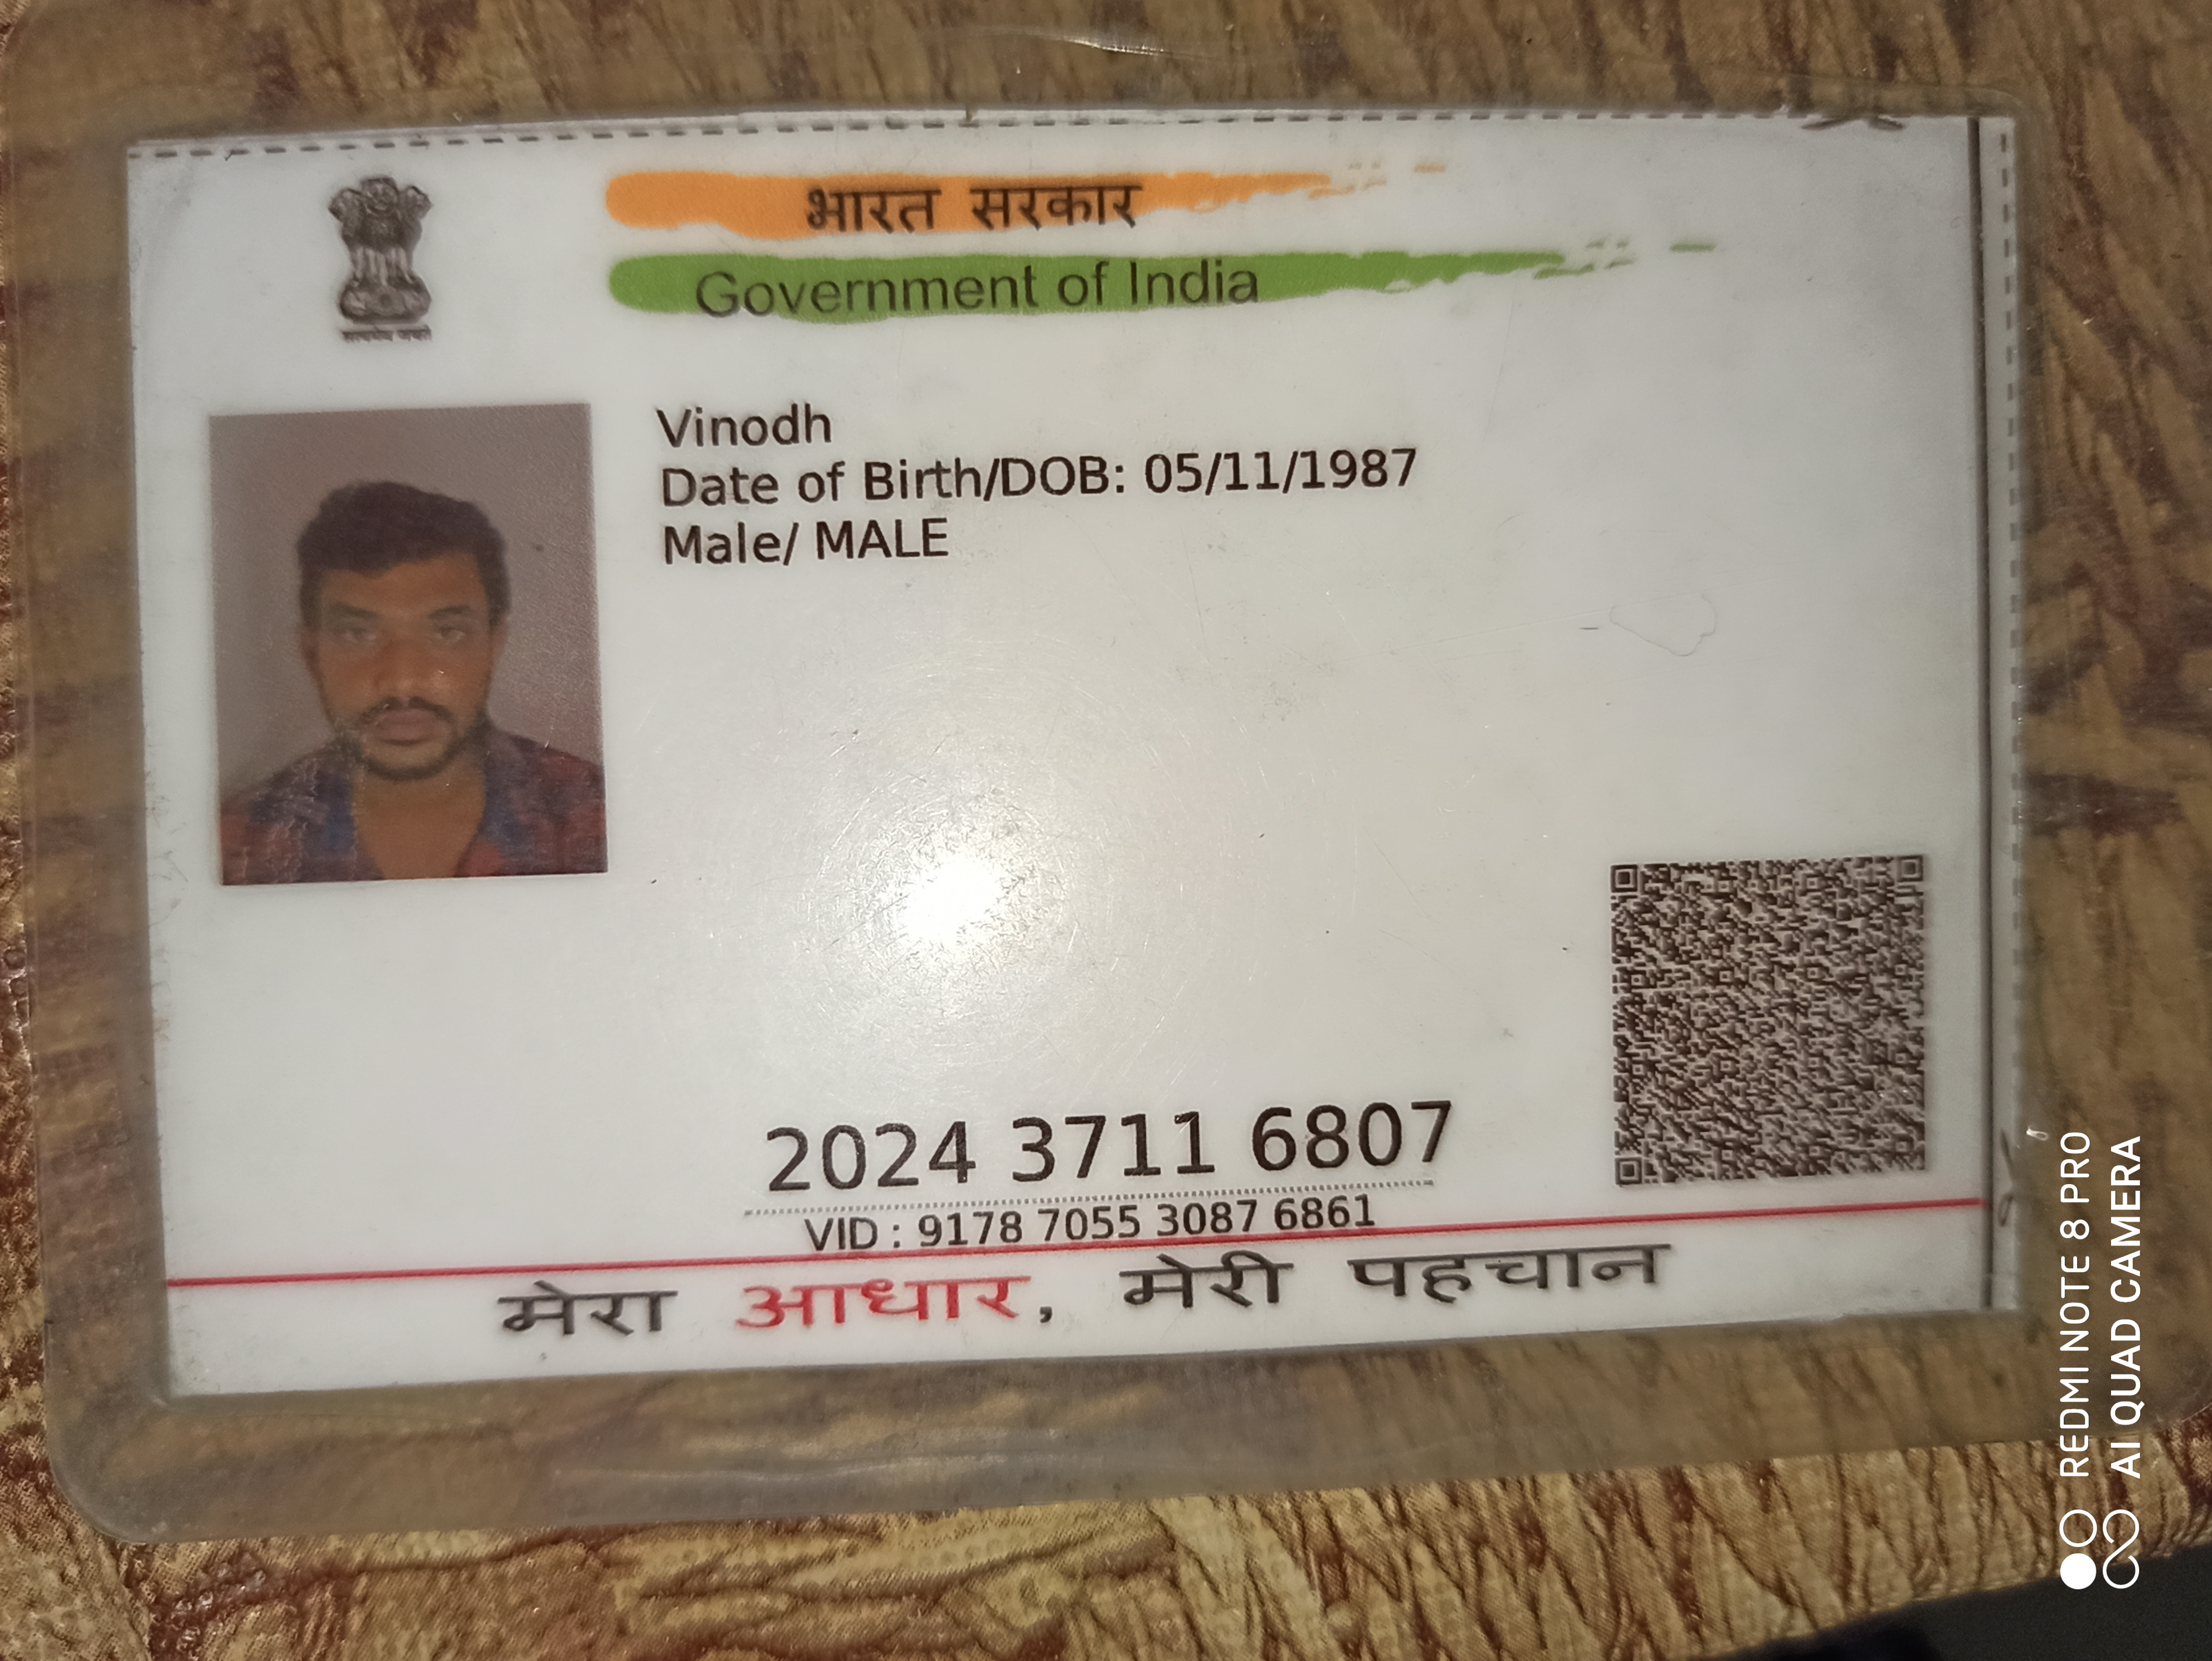 भारत सरकार
Government of India
Vinodh
Date of Birth/DOB: 05/11/1987
Male/ MALE
2024 3711 6807
VID : 9178 7055 3087 6861
मेरा आधार, मेरी पहचान
REDMI NOTE 8 PRO
AI QUAD CAMERA